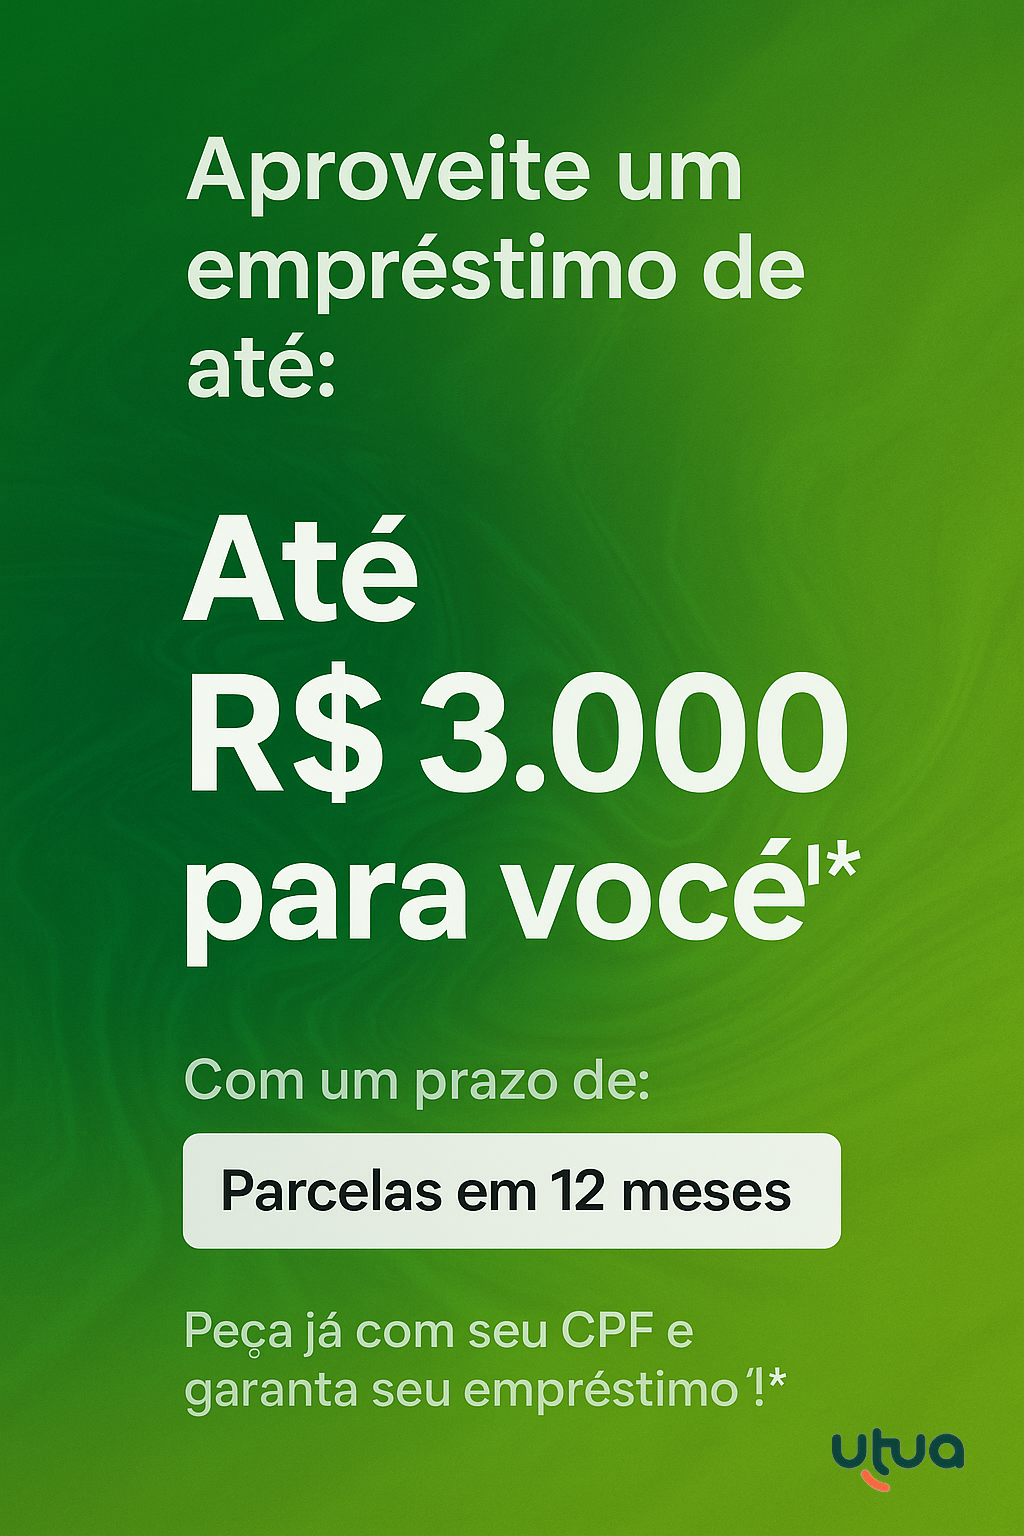 Aproveite um
empréstimo de
até:
Até
R$ 3.000
para vocé'*
Com um prazo de:
Parcelas em 12 meses
Peça já com seu CPF e
garanta seu empréstimo ́!*
utua